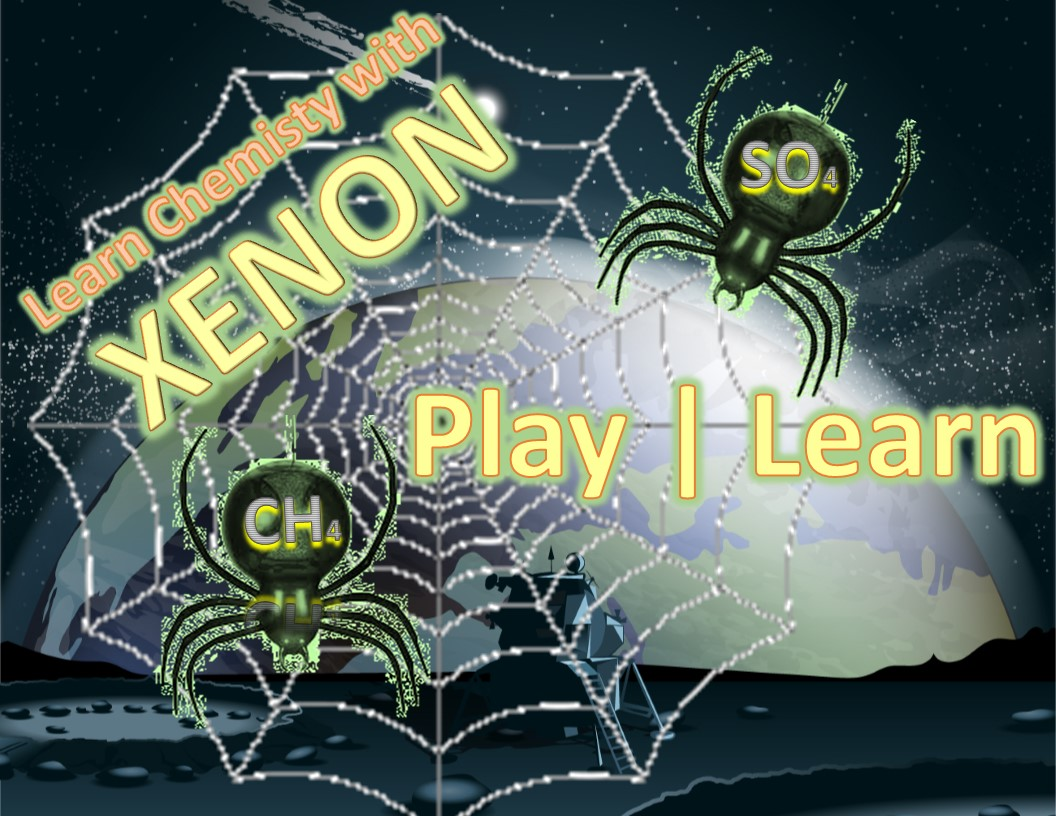 Learn Chemisty with
XENON
SO₄
Play | Learn
CH₄